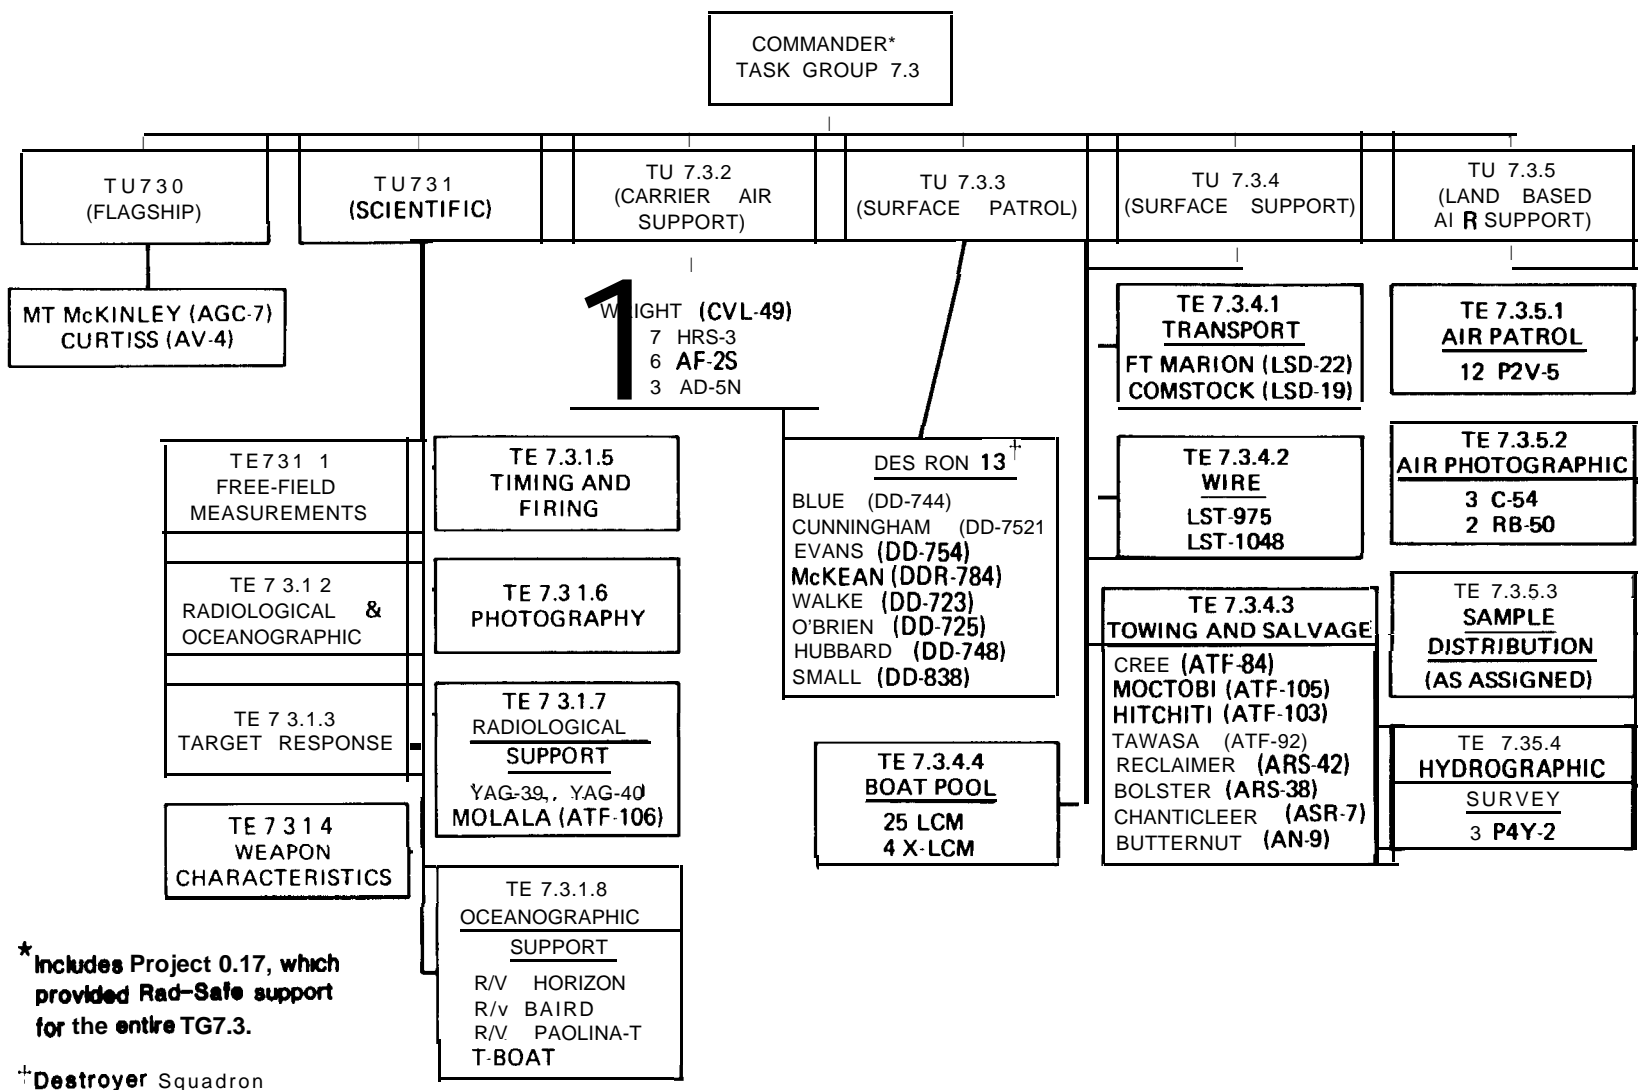 COMMANDER*
TASK GROUP 7.3
TU730
(FLAGSHIP)
TU731
(SCIENTIFIC)
TU 7.3.2
(CARRIER AIR
SUPPORT)
TU 7.3.3
(SURFACE PATROL)
TU 7.3.4
(SURFACE SUPPORT)
TU 7.3.5
(LAND BASED
AI R SUPPORT)
MT McKINLEY (AGC-7)
CURTISS (AV-4)
1
WRIGHT (CVL-49)
7 HRS-3
6 AF-2S
3 AD-5N
TE 7.3.4.1
TRANSPORT
FT MARION (LSD-22)
COMSTOCK (LSD-19)
TE 7.3.5.1
AIR PATROL
12 P2V-5
TE731 1
FREE-FIELD
MEASUREMENTS
TE 7.3.1.5
TIMING AND
FIRING
DES RON 13†
BLUE (DD-744)
CUNNINGHAM (DD-7521
EVANS (DD-754)
McKEAN (DDR-784)
WALKE (DD-723)
O'BRIEN (DD-725)
HUBBARD (DD-748)
SMALL (DD-838)
TE 7.3.4.2
WIRE
LST-975
LST-1048
TE 7.3.5.2
AIR PHOTOGRAPHIC
3 C-54
2 RB-50
TE 7 3.1 2
RADIOLOGICAL &
OCEANOGRAPHIC
TE 7.3 1.6
PHOTOGRAPHY
TE 7.3.4.3
TOWING AND SALVAGE
CREE (ATF-84)
MOCTOBI (ATF-105)
HITCHITI (ATF-103)
TAWASA (ATF-92)
RECLAIMER (ARS-42)
BOLSTER (ARS-38)
CHANTICLEER (ASR-7)
BUTTERNUT (AN-9)
TE 7.3.5.3
SAMPLE
DISTRIBUTION
(AS ASSIGNED)
TE 7 3.1.3
TARGET RESPONSE
TE 7 3.1.7
RADIOLOGICAL
SUPPORT
YAG-39,, YAG-40
MOLALA (ATF-106)
TE 7.3.4.4
BOAT POOL
25 LCM
4 X-LCM
TE 7.35.4
HYDROGRAPHIC
SURVEY
3 P4Y-2
TE 7 3 1 4
WEAPON
CHARACTERISTICS
TE 7.3.1.8
OCEANOGRAPHIC
SUPPORT
R/V HORIZON
R/v BAIRD
R/V. PAOLINA-T
T-BOAT
*Includes Project 0.17, which
provided Rad-Safe support
for the entire TG7.3.
†Destroyer Squadron